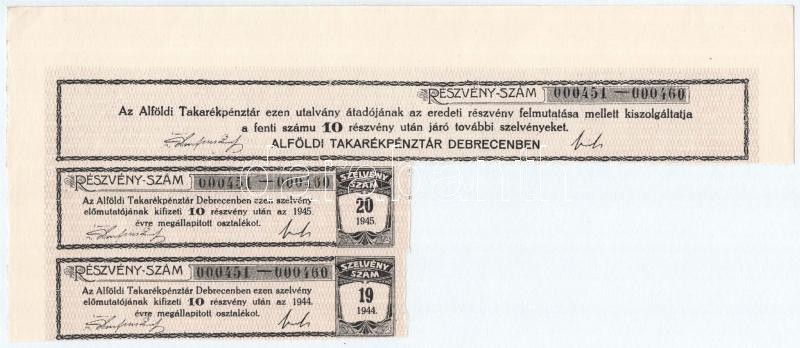 RÉSZVÉNY-SZÁM 000451—000460
Az Alföldi Takarékpénztár ezen utalvány átadójának az eredeti részvény felmutatása mellett kiszolgáltatja
a fenti számu 10 részvény után járó további szelvényeket.
ALFÖLDI TAKARÉKPÉNZTÁR DEBRECENBEN
RÉSZVÉNY-SZÁM 000451—000460
Az Alföldi Takarékpénztár Debrecenben ezen szelvény
előmutatójának kifizeti 10 részvény után az 1945.
évre megállapított osztalékot.
SZELVÉNY
SZÁM
20
1945.
RÉSZVÉNY-SZÁM 000451—000460
Az Alföldi Takarékpénztár Debrecenben ezen szelvény
előmutatójának kifizeti 10 részvény után az 1944.
évre megállapított osztalékot.
SZELVÉNY
SZÁM
19
1944.